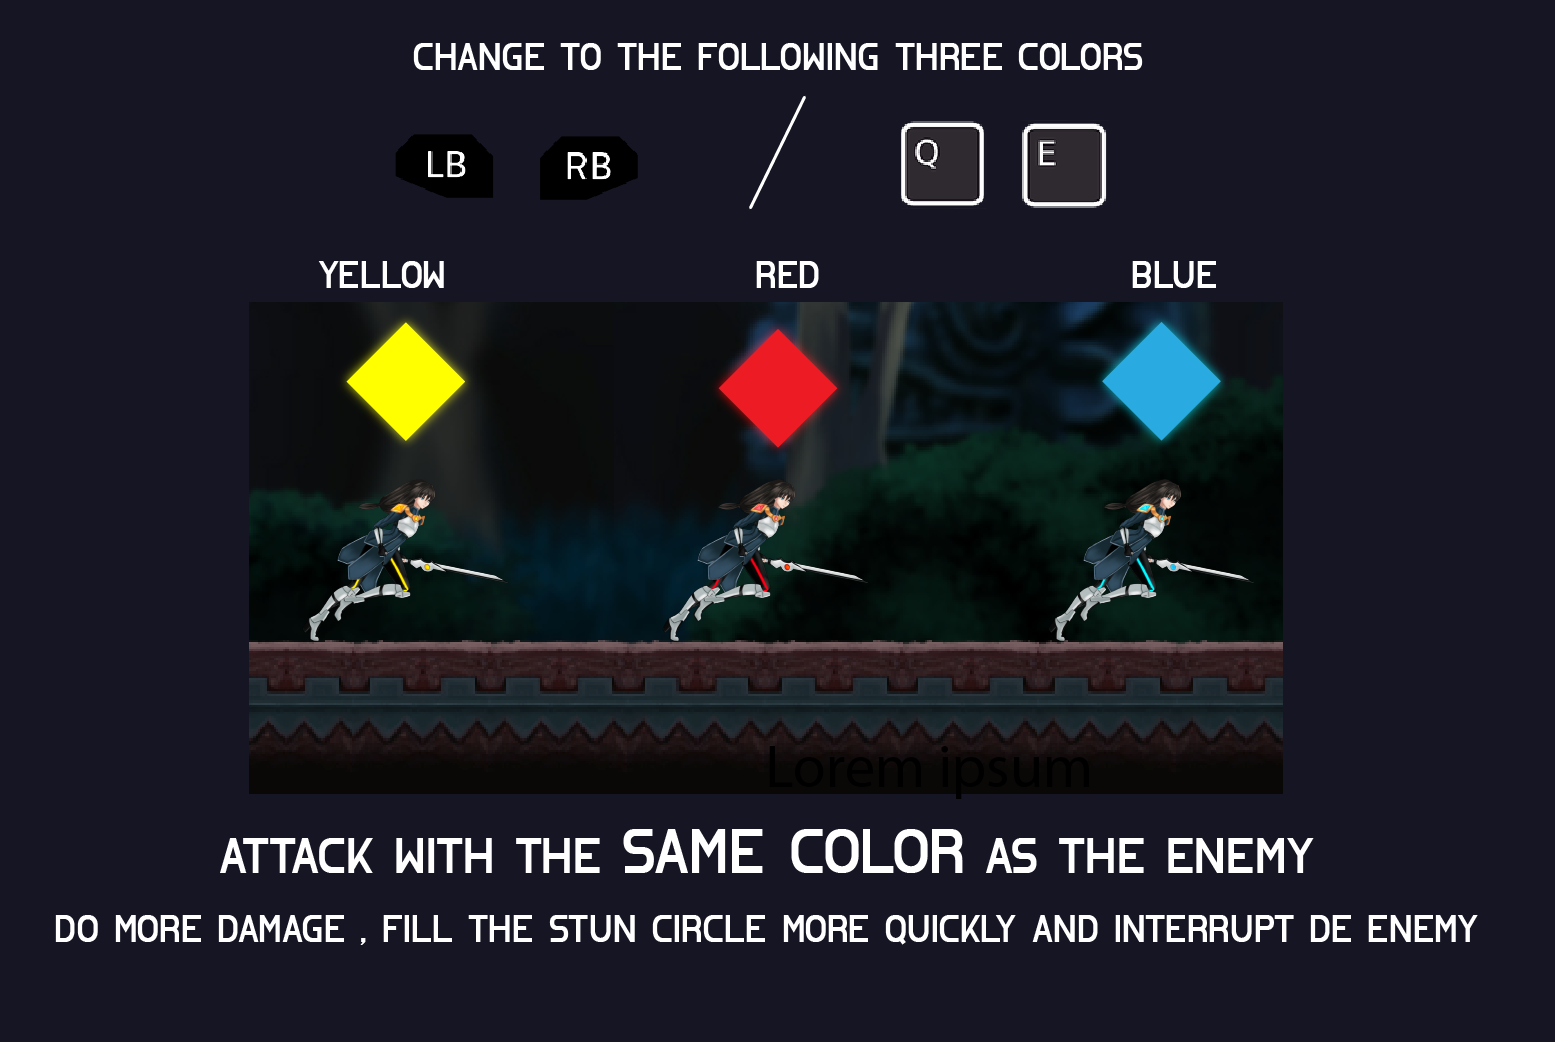 CHANGE TO THE FOLLOWING THREE COLORS
LB RB / Q E
YELLOW RED BLUE
Lorem ipsum
ATTACK WITH THE SAME COLOR AS THE ENEMY
DO MORE DAMAGE , FILL THE STUN CIRCLE MORE QUICKLY AND INTERRUPT DE ENEMY